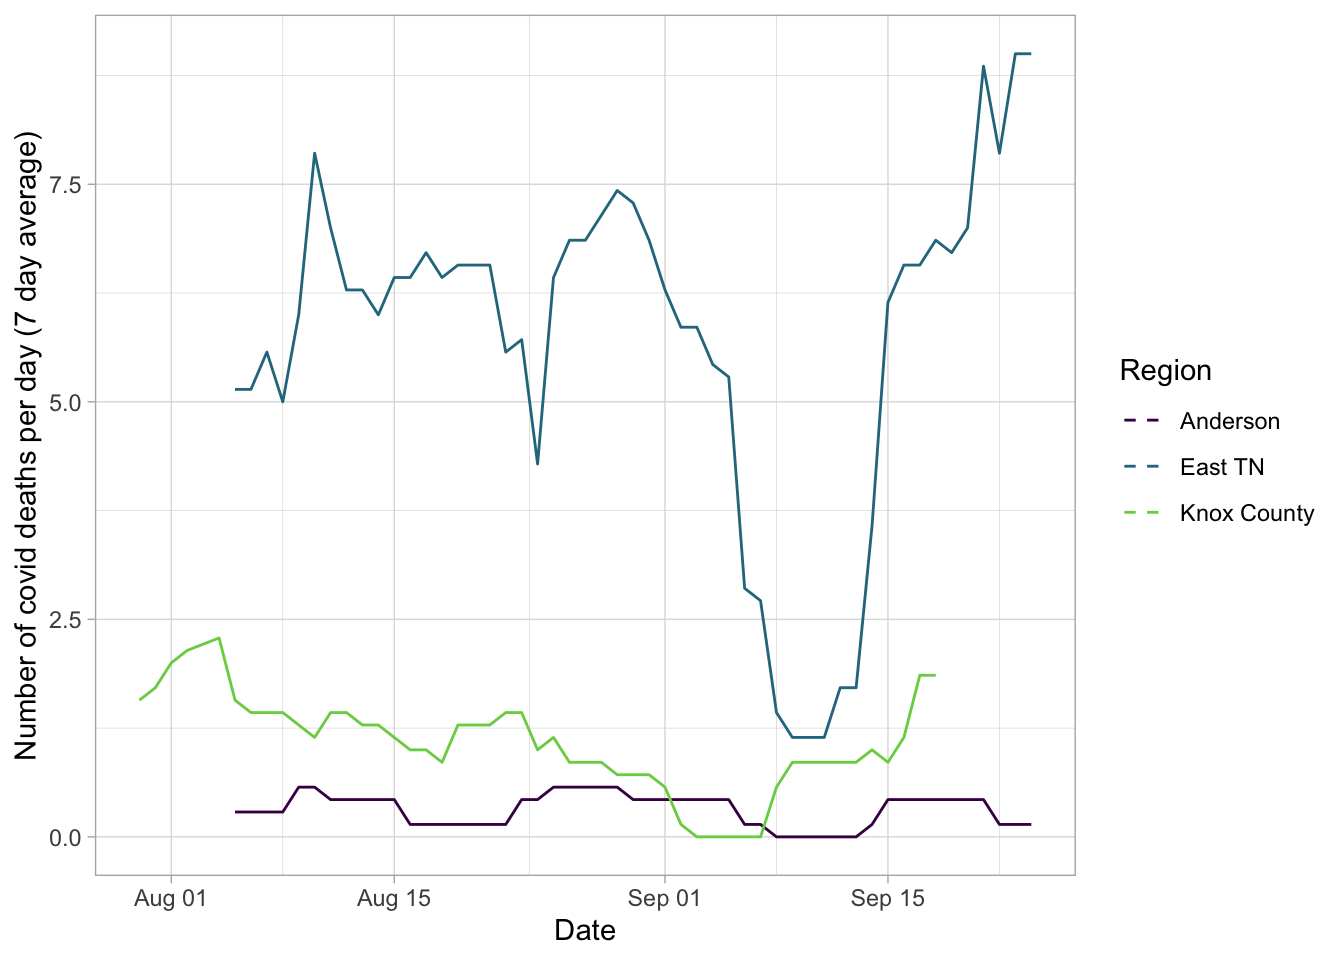 Number of covid deaths per day (7 day average)
7.5
5.0
2.5
0.0
Aug 01
Aug 15
Sep 01
Sep 15
Date
Region
Anderson
East TN
Knox County